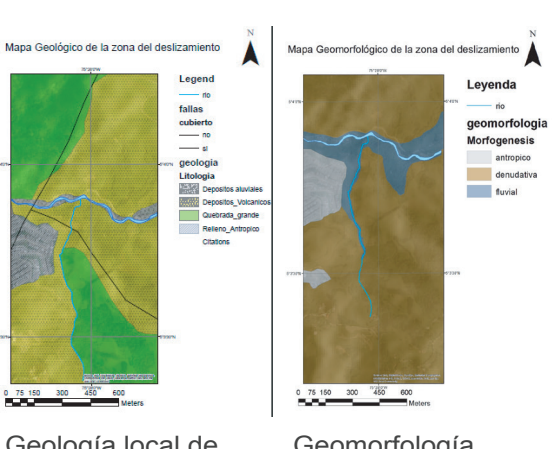 N
Mapa Geológico de la zona del deslizamiento
Legend
rio
fallas
cubierto
no
si
geologia
Litologia
Depositos aluviales
Depositos_Volcanicos
Quebrada_grande
Relleno_Antropico
Citations
0 75 150 300 450 600
Meters
Geología local de
N
Mapa Geomorfológico de la zona del deslizamiento
Leyenda
rio
geomorfologia
Morfogenesis
antropico
denudativa
fluvial
0 75 150 300 450 600
Meters
Geomorfología